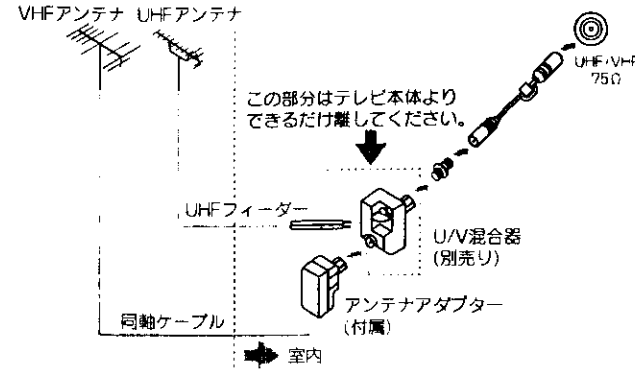 VHFアンテナ UHFアンテナ
UHF/VHF
75Ω
この部分はテレビ本体より
できるだけ離してください。
UHFフィーダー
U/V混合器
(別売り)
アンテナアダプター
(付属)
同軸ケーブル
室内